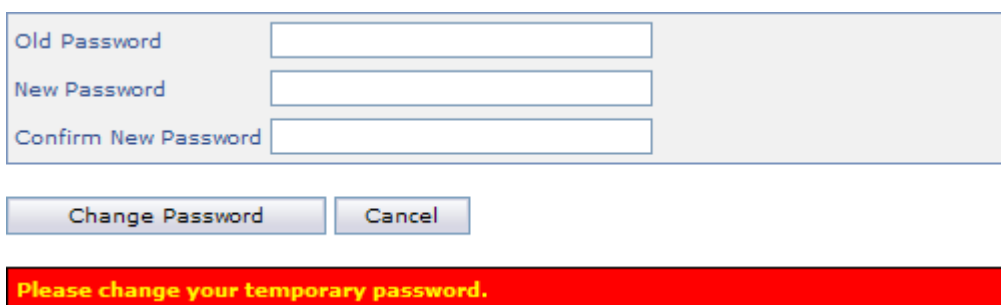 Old Password
New Password
Confirm New Password
Change Password Cancel
Please change your temporary password.